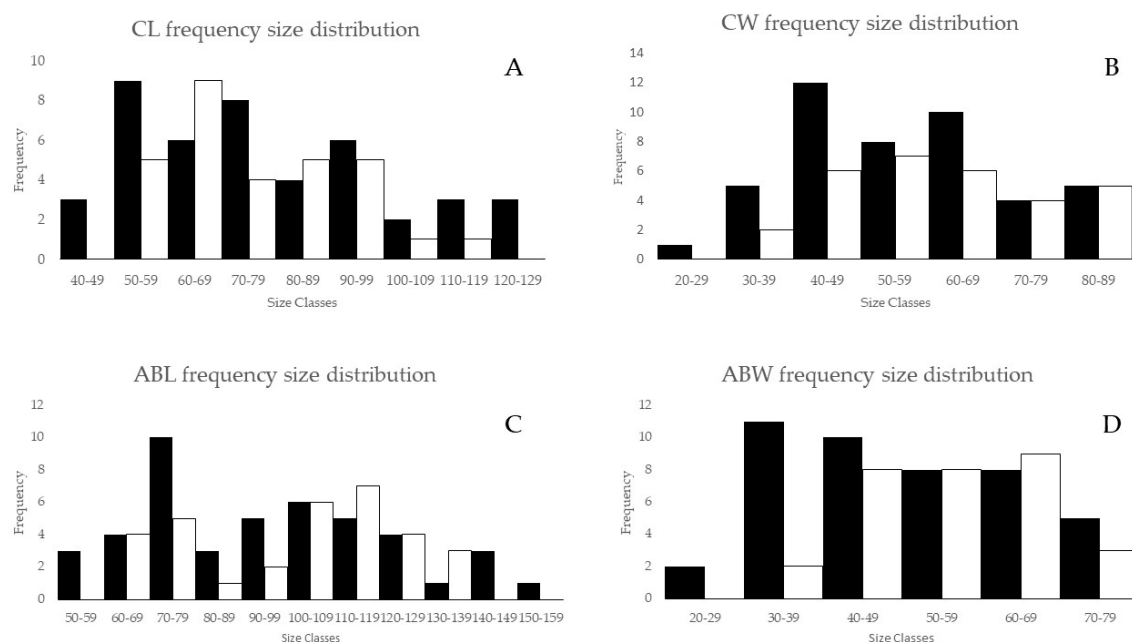 CL frequency size distribution
A
Frequency
10
8
6
4
2
0
40-49 50-59 60-69 70-79 80-89 90-99 100-109 110-119 120-129
Size Classes
CW frequency size distribution
B
Frequency
14
12
10
8
6
4
2
0
20-29 30-39 40-49 50-59 60-69 70-79 80-89
Size Classes
ABL frequency size distribution
C
Frequency
12
10
8
6
4
2
0
50-59 60-69 70-79 80-89 90-99 100-109 110-119 120-129 130-139 140-149 150-159
Size Classes
ABW frequency size distribution
D
Frequency
12
10
8
6
4
2
0
20-29 30-39 40-49 50-59 60-69 70-79
Size Classes